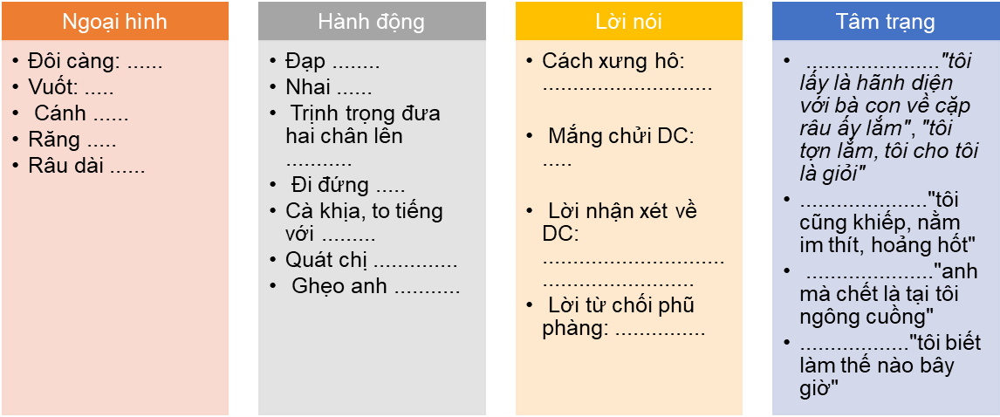 Ngoại hình
• Đôi càng: ......
• Vuốt: .....
• Cánh ......
• Răng .....
• Râu dài ......
Hành động
• Đạp ........
• Nhai ......
• Trịnh trọng đưa
hai chân lên
...........
• Đi đứng .....
• Cà khịa, to tiếng
với .........
• Quát chị ..............
• Ghẹo anh ...........
Lời nói
• Cách xưng hô:
............................
• Mắng chửi DC:
.....
• Lời nhận xét về
DC:
..............................
.........................
• Lời từ chối phũ
phàng: ...............
Tâm trạng
• ......................"tôi
lấy là hãnh diện
với bà con về cặp
râu ấy lắm", "tôi
tợn lắm, tôi cho tôi
là giỏi"
• ....................."tôi
cũng khiếp, nằm
im thít, hoảng hốt"
• ....................."anh
mà chết là tại tôi
ngông cuồng"
• .................."tôi biết
làm thế nào bây
giờ"